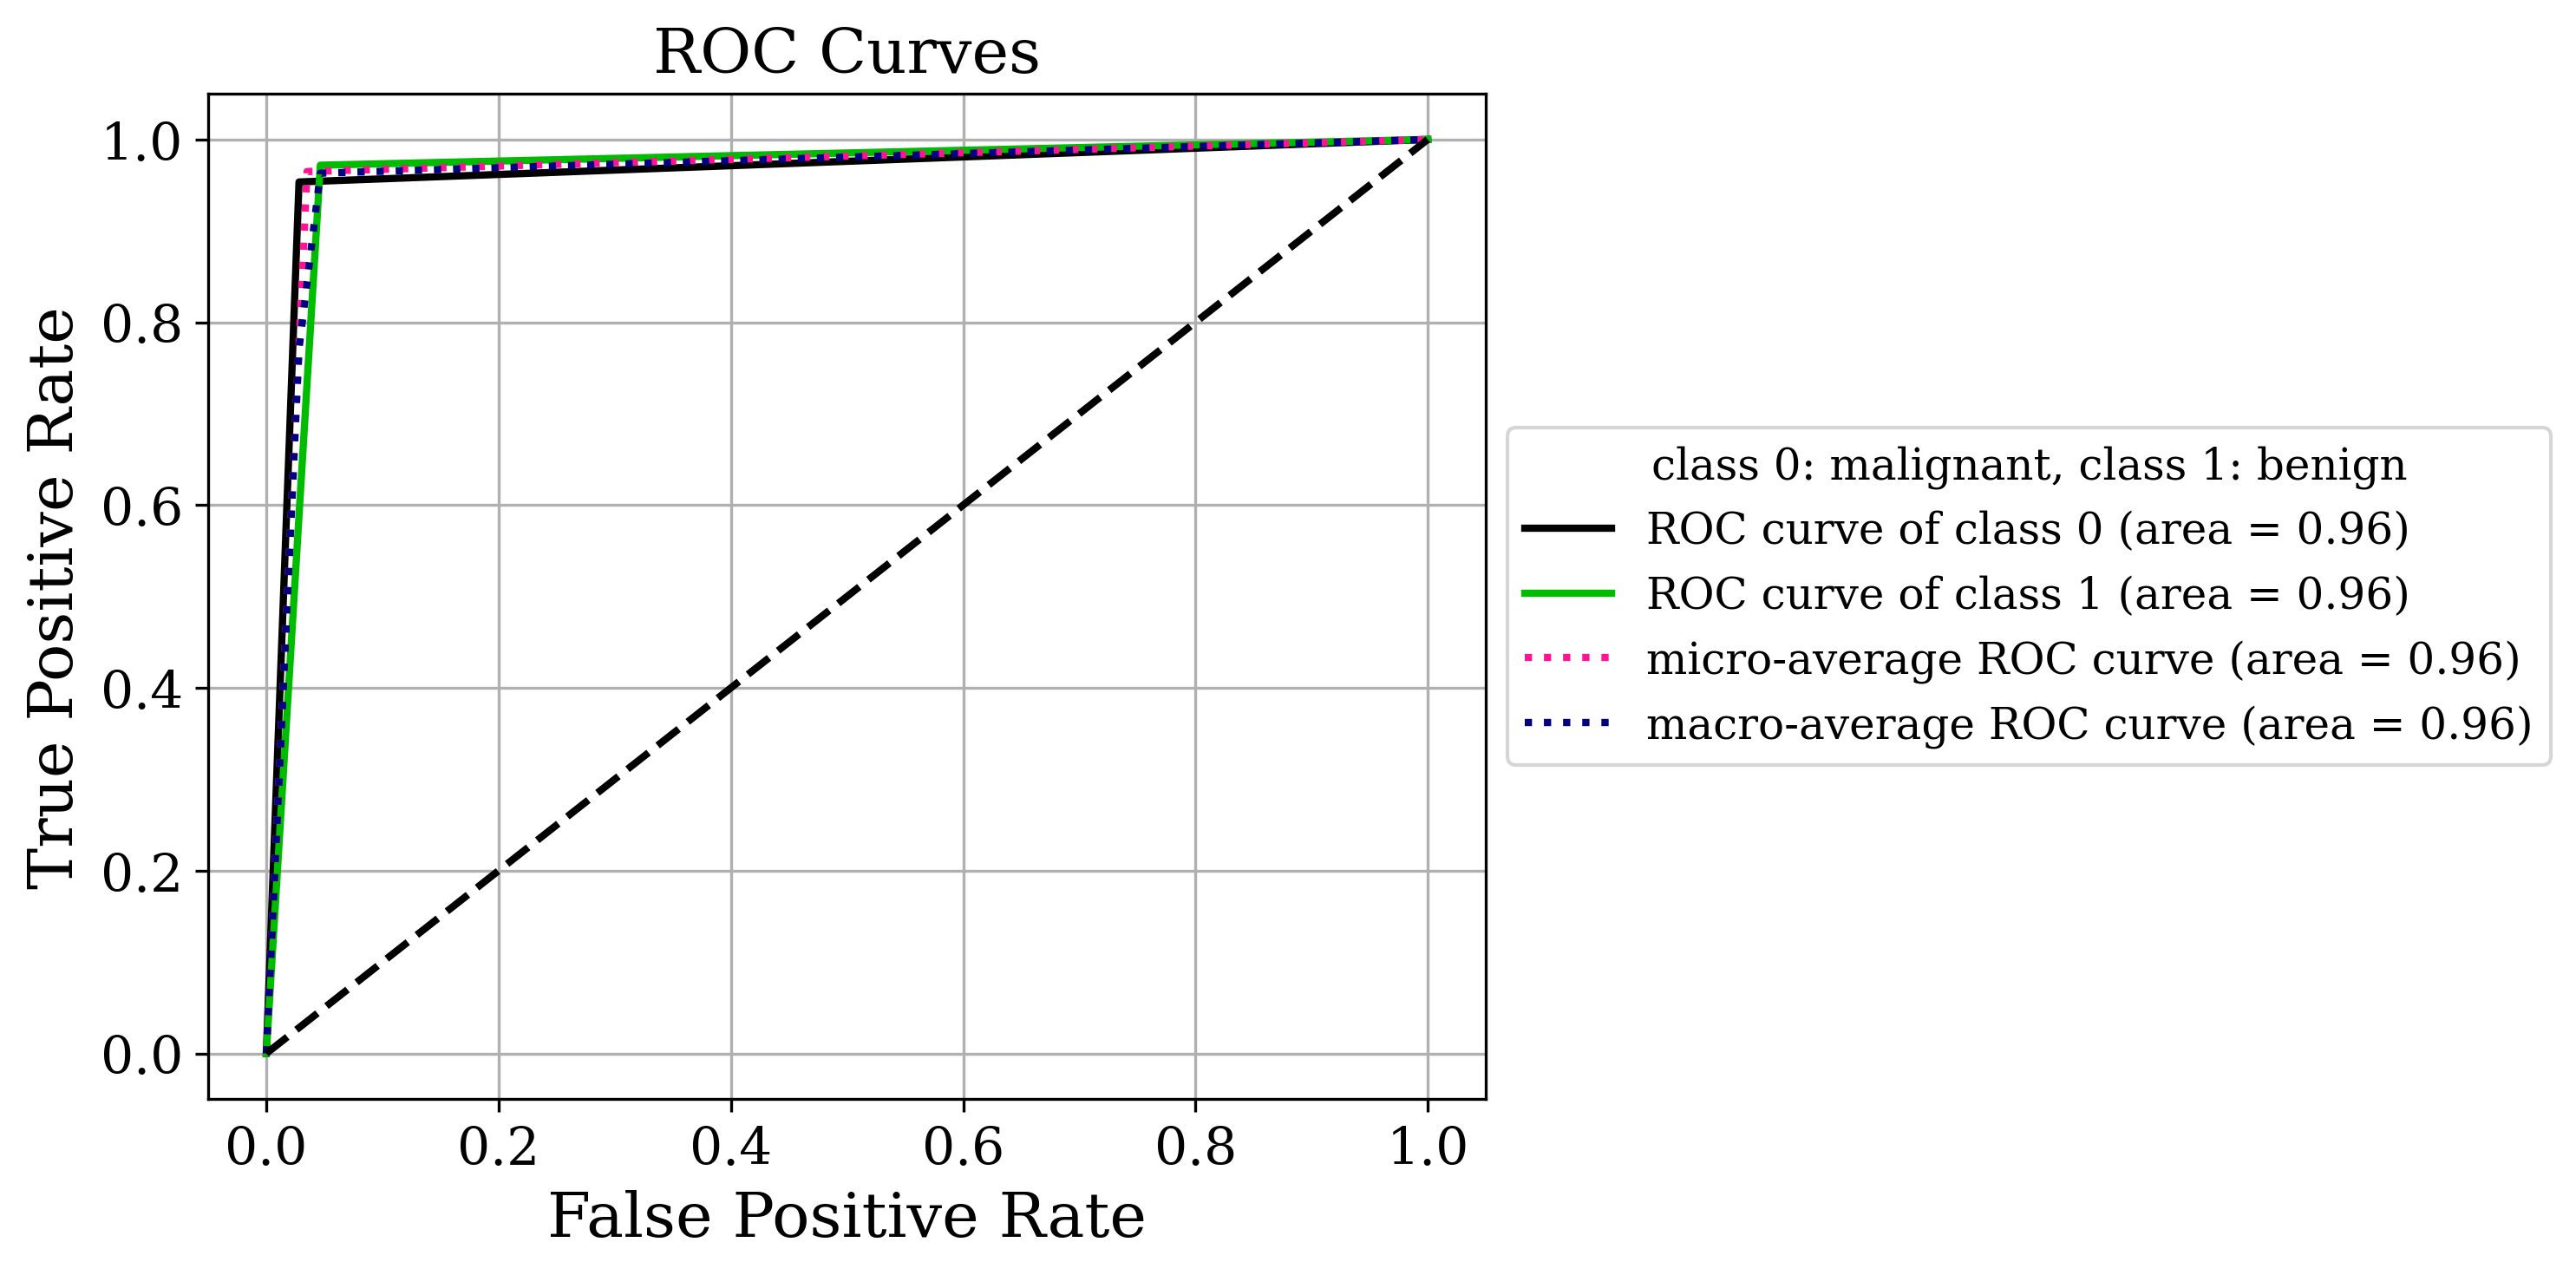 ROC Curves
True Positive Rate
1.0
0.8
0.6
0.4
0.2
0.0
0.0 0.2 0.4 0.6 0.8 1.0
False Positive Rate
class 0: malignant, class 1: benign
ROC curve of class 0 (area = 0.96)
ROC curve of class 1 (area = 0.96)
micro-average ROC curve (area = 0.96)
macro-average ROC curve (area = 0.96)